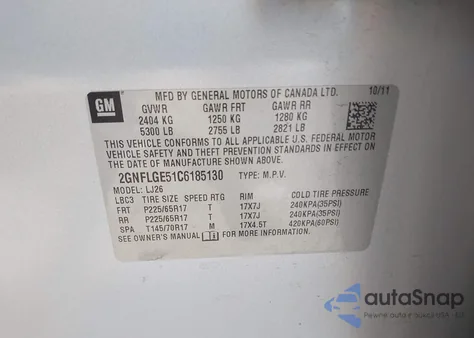 GM
MFD BY GENERAL MOTORS OF CANADA LTD. 10/11
GVWR GAWR FRT GAWR RR
2404 KG 1250 KG 1280 KG
5300 LB 2755 LB 2821 LB
THIS VEHICLE CONFORMS TO ALL APPLICABLE U.S. FEDERAL MOTOR
VEHICLE SAFETY AND THEFT PREVENTION STANDARDS IN EFFECT ON
THE DATE OF MANUFACTURE SHOWN ABOVE.
2GNFLGE51C6185130 TYPE: M.P.V.
MODEL: LJ26
LBC3 TIRE SIZE SPEED RTG RIM COLD TIRE PRESSURE
FRT P225/65R17 T 17X7J 240KPA(35PSI)
RR P225/65R17 T 17X7J 240KPA(35PSI)
SPA T145/70R17 M 17X4.5T 420KPA(60PSI)
SEE OWNER'S MANUAL FOR MORE INFORMATION.
autoSnap
Pewne auto z USA